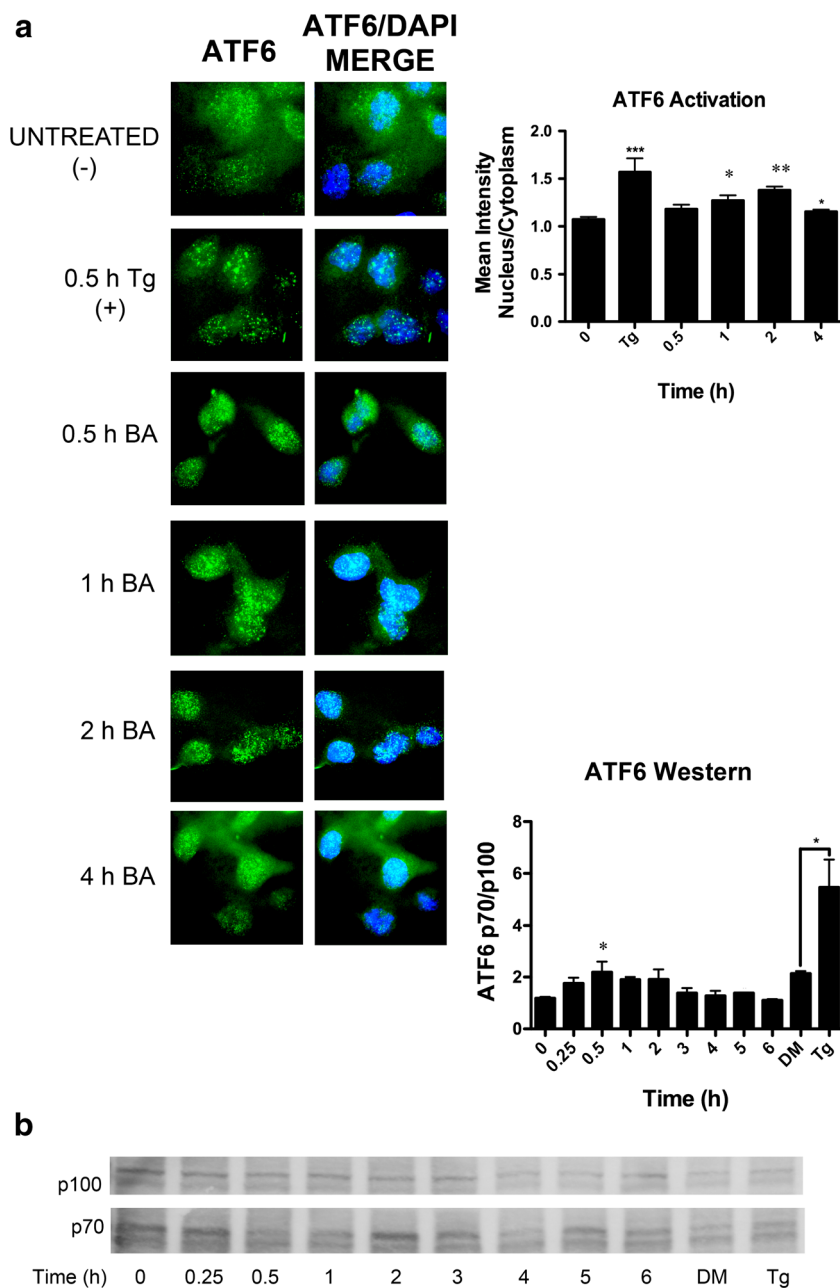 a
ATF6
ATF6/DAPI
MERGE
UNTREATED
(-)
0.5 h Tg
(+)
0.5 h BA
1 h BA
2 h BA
4 h BA
ATF6 Activation
Mean Intensity
Nucleus/Cytoplasm
2.0
1.5
1.0
0.5
0.0
***
*
**
*
0 Tg 0.5 1 2 4
Time (h)
ATF6 Western
ATF6 p70/p100
8
6
4
2
0
*
*
0 0.25 0.5 1 2 3 4 5 6 DM Tg
Time (h)
b
p100
p70
Time (h) 0 0.25 0.5 1 2 3 4 5 6 DM Tg